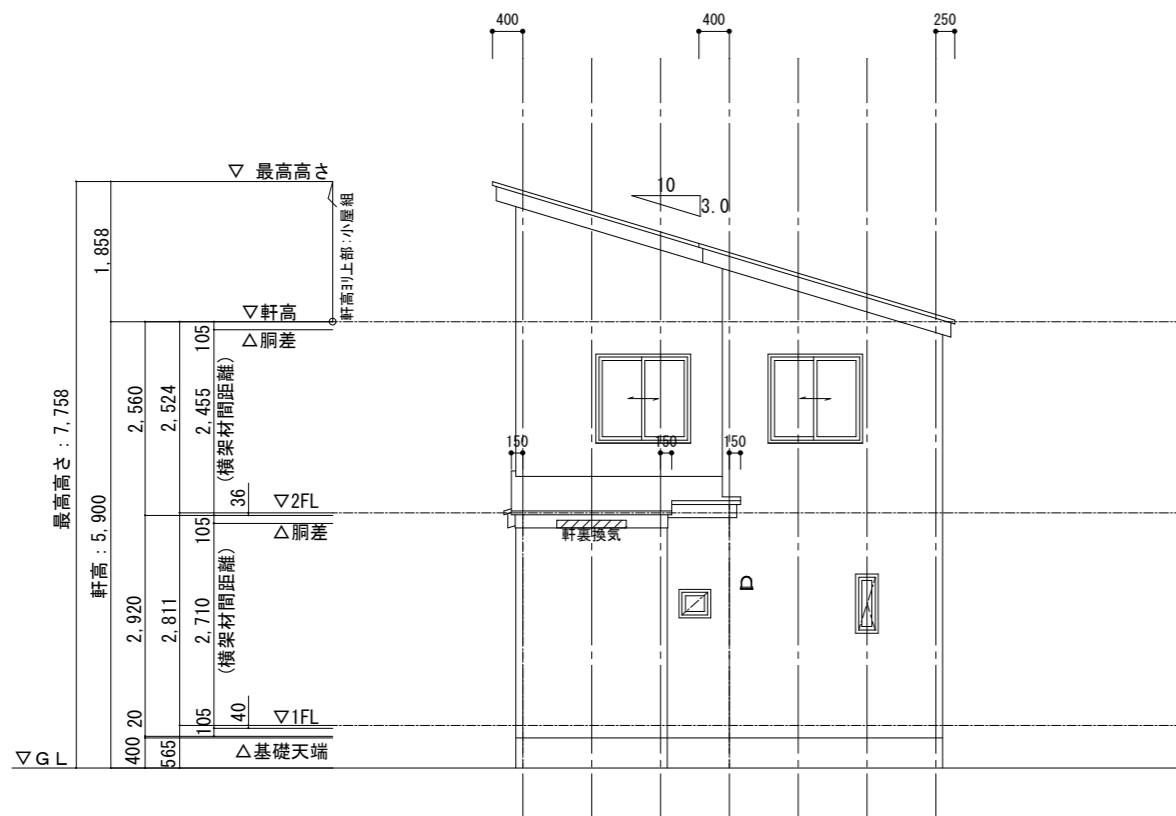 400
400
250
▽ 最高高さ
10
3.0
軒高ヨリ上部:小屋組
1,858
▽軒高
105
△胴差
最高高さ : 7,758
2,560
2,524
2,455
(横架材間距離)
150
150
150
36
▽2FL
軒高 : 5,900
105
△胴差
軒裏換気
2,920
2,811
2,710
(横架材間距離)
20
105
40
▽1FL
▽GL
400
565
△基礎天端